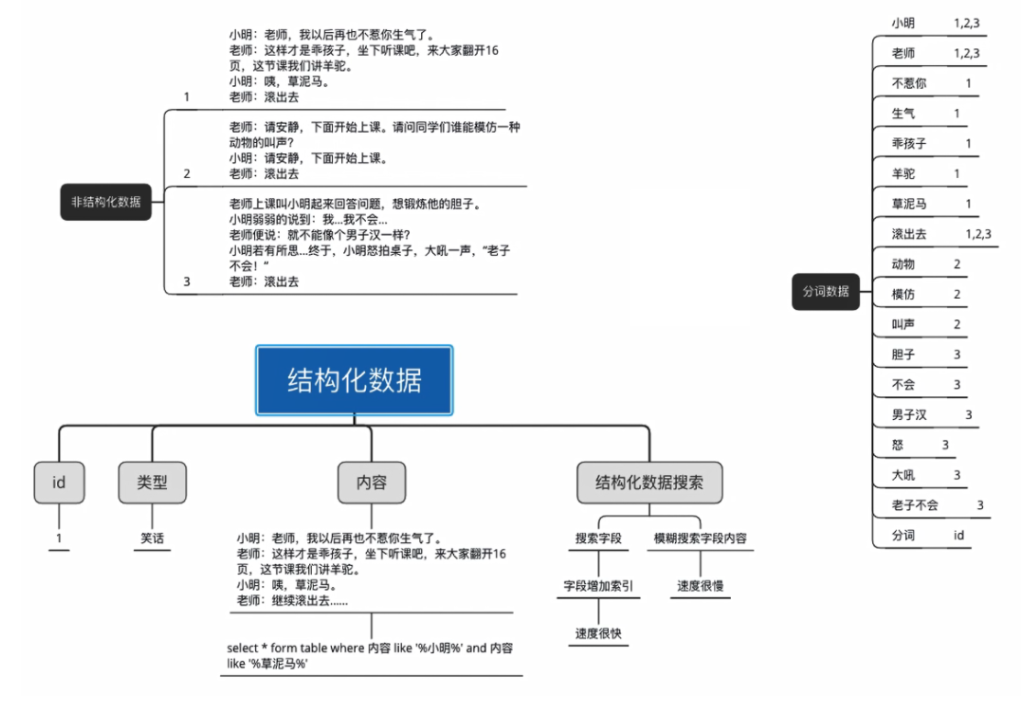 非结构化数据
1
小明：老师，我以后再也不惹你生气了。
老师：这样才是乖孩子，坐下听课吧，来大家翻开16
页，这节课我们讲羊驼。
小明：咦，草泥马。
老师：滚出去
2
老师：请安静，下面开始上课。请问同学们谁能模仿一种
动物的叫声？
小明：请安静，下面开始上课。
老师：滚出去
3
老师上课叫小明起来回答问题，想锻炼他的胆子。
小明弱弱的说到：我...我不会...
老师便说：就不能像个男子汉一样？
小明若有所思...终于，小明怒拍桌子，大吼一声，“老子
不会！”
老师：滚出去
分词数据
小明 1,2,3
老师 1,2,3
不惹你 1
生气 1
乖孩子 1
羊驼 1
草泥马 1
滚出去 1,2,3
动物 2
模仿 2
叫声 2
胆子 3
不会 3
男子汉 3
怒 3
大吼 3
老子不会 3
分词 id
结构化数据
id
1
类型
笑话
内容
小明：老师，我以后再也不惹你生气了。
老师：这样才是乖孩子，坐下听课吧，来大家翻开16
页，这节课我们讲羊驼。
小明：咦，草泥马。
老师：继续滚出去......
select * form table where 内容 like '%小明%' and 内容
like '%草泥马%'
结构化数据搜索
搜索字段
字段增加索引
速度很快
模糊搜索字段内容
速度很慢